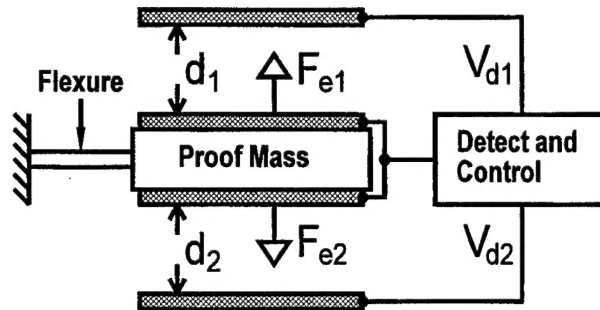 d1
Fe1
Vd1
Flexure
Proof Mass
Detect and
Control
d2
Fe2
Vd2